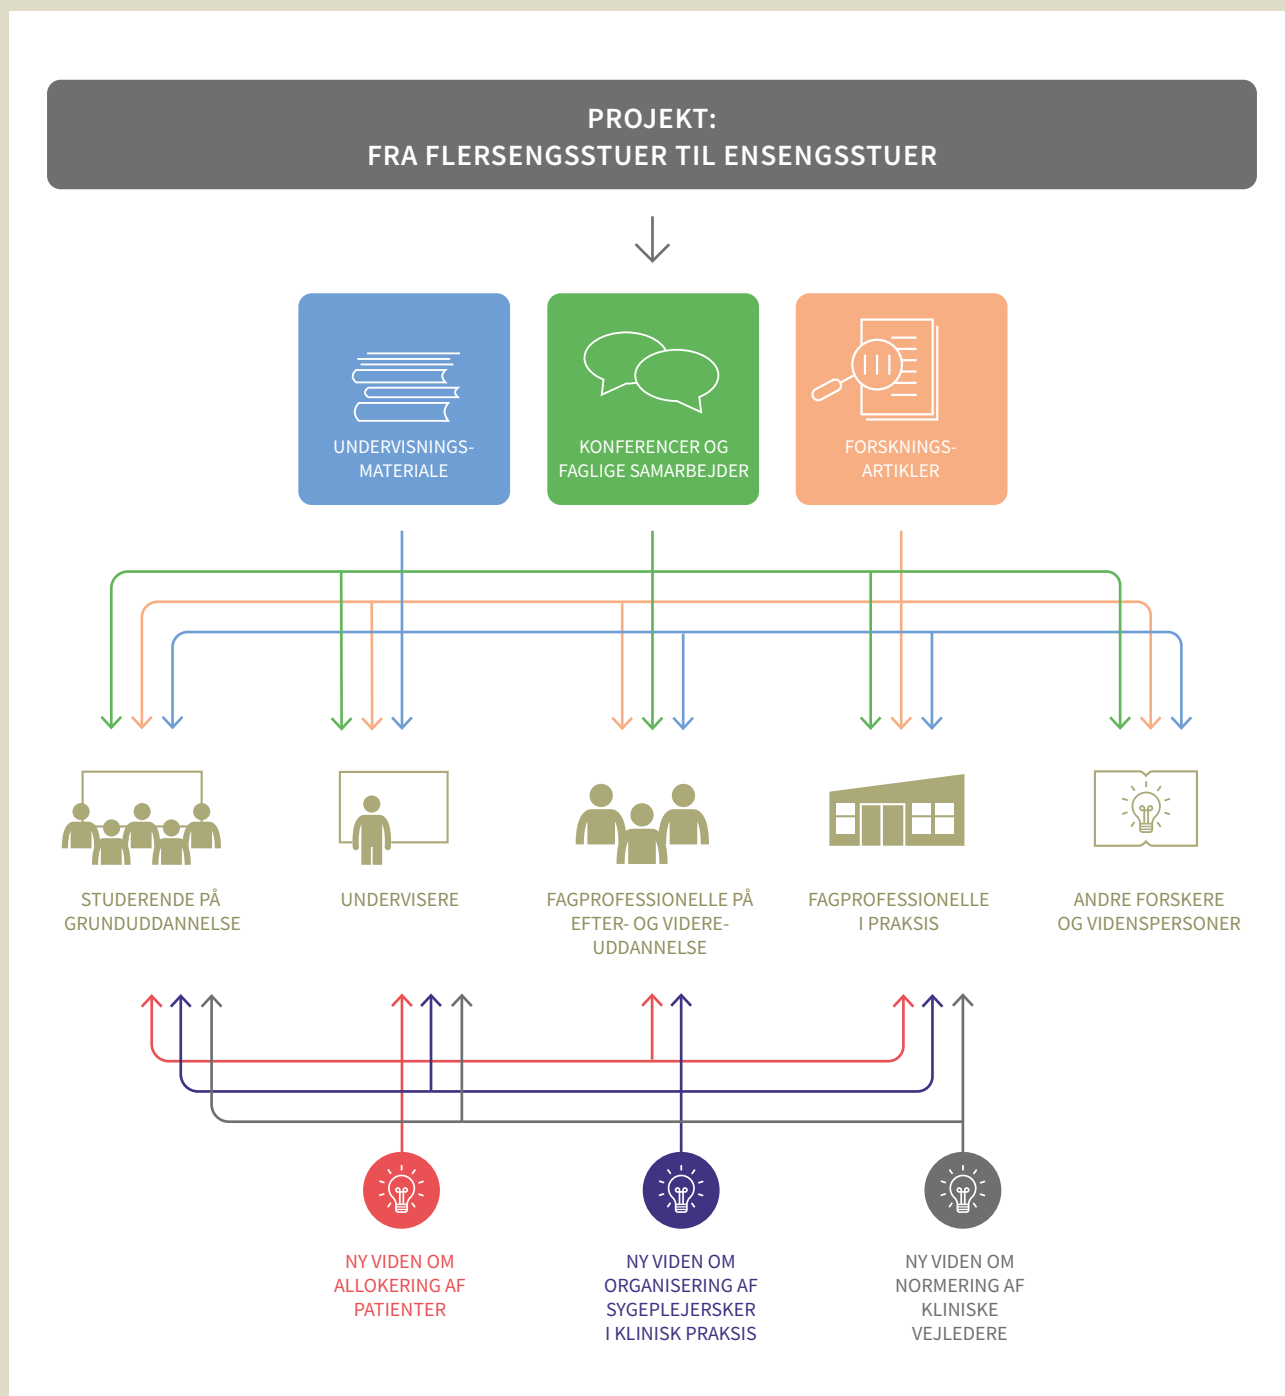 PROJEKT:
FRA FLERSENGSSTUER TIL ENSENGSSTUER
UNDERVISNINGS-
MATERIALE
KONFERENCER OG
FAGLIGE SAMARBEJDER
FORSKNINGS-
ARTIKLER
STUDERENDE PÅ
GRUNDUDDANNELSE
UNDERVISERE
FAGPROFESSIONELLE PÅ
EFTER- OG VIDERE-
UDDANNELSE
FAGPROFESSIONELLE
I PRAKSIS
ANDRE FORSKERE
OG VIDENSPERSONER
NY VIDEN OM
ALLOKERING AF
PATIENTER
NY VIDEN OM
ORGANISERING AF
SYGEPLEJERSKER
I KLINISK PRAKSIS
NY VIDEN OM
NORMERING AF
KLINISKE
VEJLEDERE